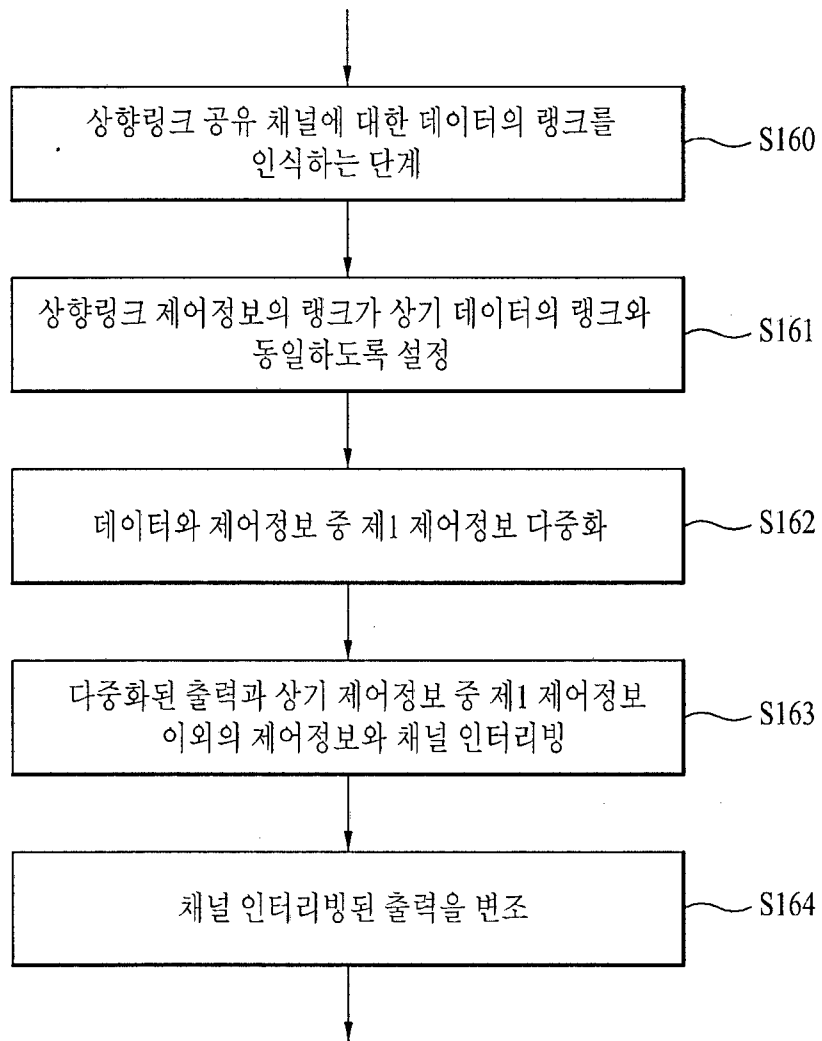 상향링크 공유 채널에 대한 데이터의 랭크를
인식하는 단계
S160
상향링크 제어정보의 랭크가 상기 데이터의 랭크와
동일하도록 설정
S161
데이터와 제어정보 중 제1 제어정보 다중화
S162
다중화된 출력과 상기 제어정보 중 제1 제어정보
이외의 제어정보와 채널 인터리빙
S163
채널 인터리빙된 출력을 변조
S164